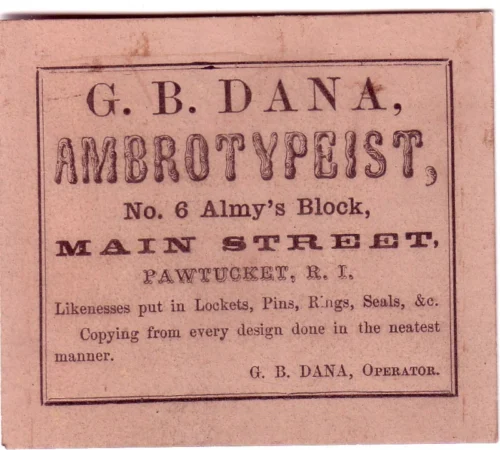 G. B. DANA,
AMBROTYPEIST,
No. 6 Almy's Block,
MAIN STREET,
PAWTUCKET, R. I.
Likenesses put in Lockets, Pins, Rings, Seals, &c.
Copying from every design done in the neatest
manner.
G. B. DANA, OPERATOR.